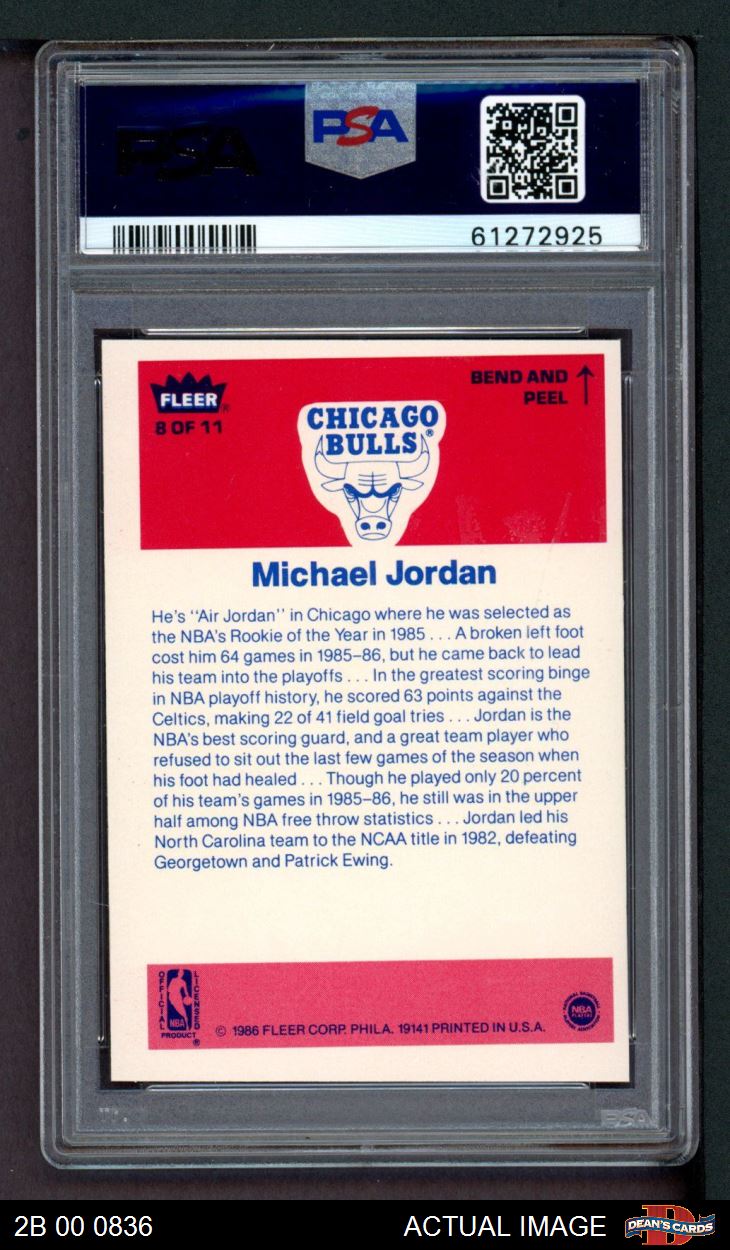 PSA
PSA
61272925
FLEER®
8 OF 11
BEND AND
PEEL
CHICAGO
BULLS®
Michael Jordan
He's "Air Jordan" in Chicago where he was selected as
the NBA's Rookie of the Year in 1985 . . . A broken left foot
cost him 64 games in 1985–86, but he came back to lead
his team into the playoffs . . . In the greatest scoring binge
in NBA playoff history, he scored 63 points against the
Celtics, making 22 of 41 field goal tries . . . Jordan is the
NBA's best scoring guard, and a great team player who
refused to sit out the last few games of the season when
his foot had healed . . . Though he played only 20 percent
of his team's games in 1985–86, he still was in the upper
half among NBA free throw statistics . . . Jordan led his
North Carolina team to the NCAA title in 1982, defeating
Georgetown and Patrick Ewing.
OFFICIAL
LICENSED
NBA
PRODUCT ®
© 1986 FLEER CORP. PHILA. 19141 PRINTED IN U.S.A.
NATIONAL BASKETBALL
NBA
PLAYERS
ASSOCIATION
PSA
2B 00 0836
ACTUAL IMAGE
DEAN'S CARDS